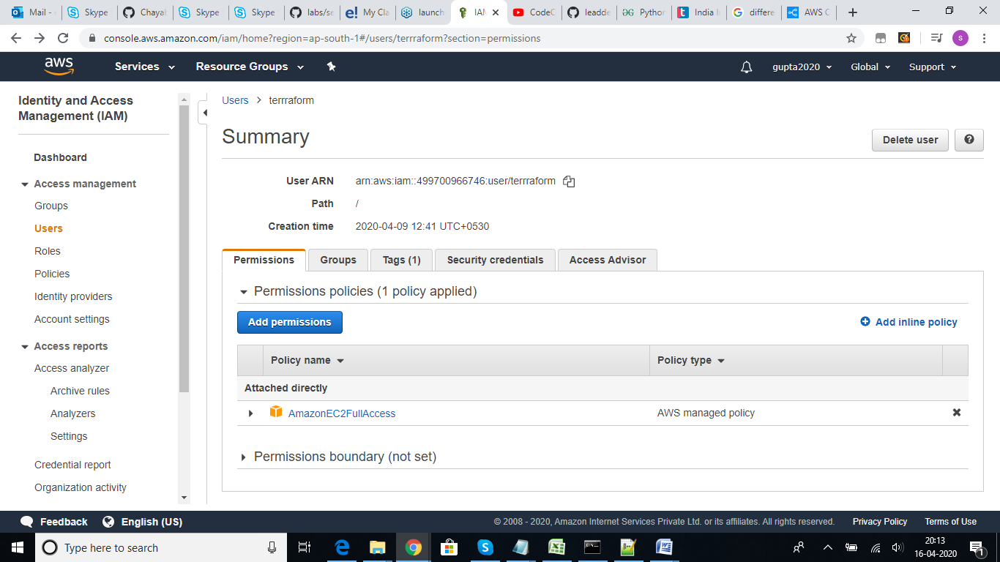 Mail -
Skype
Chayab
Skype
Skype
labs/se
My Cla
launch
IAM
CodeC
leadde
Python
India I
differe
AWS C
console.aws.amazon.com/iam/home?region=ap-south-1#/users/terrraform?section=permissions
s
aws
Services
Resource Groups
gupta2020
Global
Support
Identity and Access
Management (IAM)
Dashboard
Access management
Groups
Users
Roles
Policies
Identity providers
Account settings
Access reports
Access analyzer
Archive rules
Analyzers
Settings
Credential report
Organization activity
Users > terrraform
Summary
Delete user
User ARN arn:aws:iam::499700966746:user/terrraform
Path /
Creation time 2020-04-09 12:41 UTC+0530
Permissions
Groups
Tags (1)
Security credentials
Access Advisor
Permissions policies (1 policy applied)
Add permissions
Add inline policy
Policy name
Policy type
Attached directly
AmazonEC2FullAccess
AWS managed policy
Permissions boundary (not set)
Feedback
English (US)
© 2008 - 2020, Amazon Internet Services Private Ltd. or its affiliates. All rights reserved.
Privacy Policy
Terms of Use
Type here to search
20:13
16-04-2020
1